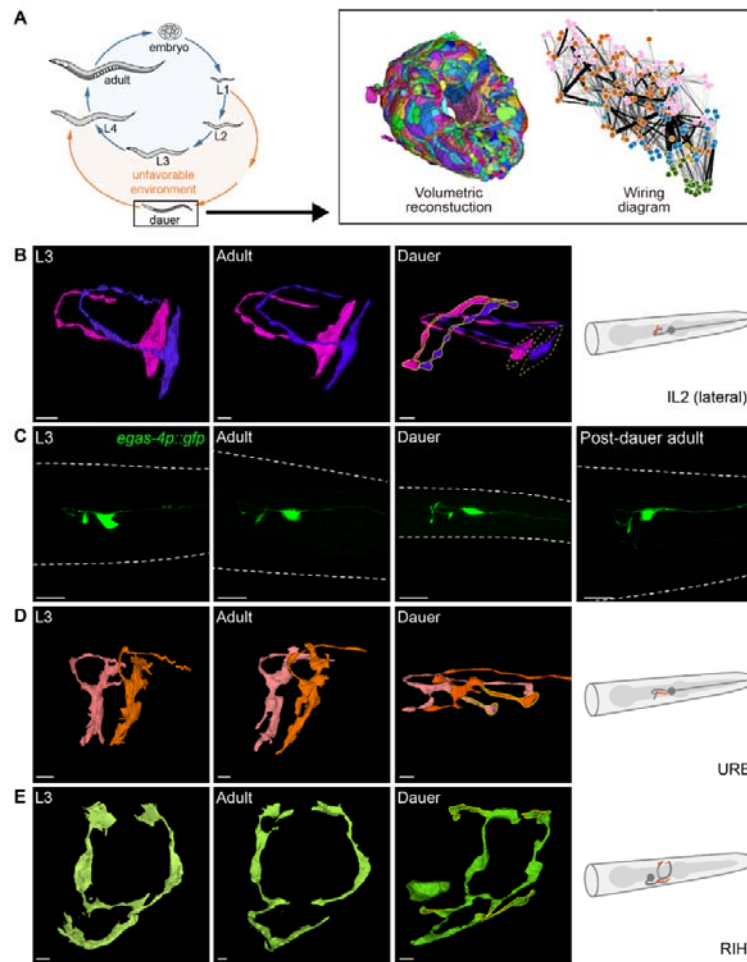 A
embryo
adult
L1
L2
L3
L4
unfavorable
environment
dauer
Volumetric
reconstuction
Wiring
diagram
B
L3
Adult
Dauer
IL2 (lateral)
C
L3
egas-4p::gfp
Adult
Dauer
Post-dauer adult
D
L3
Adult
Dauer
E
L3
Adult
Dauer
RIH